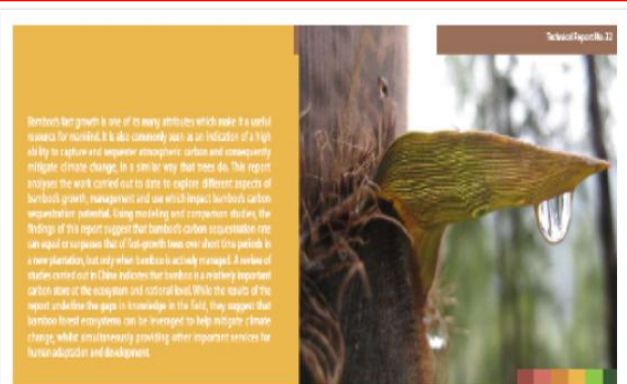 Technical Report No. 32
Bamboo's fast growth is one of its many attributes which make it a useful
resource for mankind. It is also commonly seen as an indication of a high
ability to capture and sequester atmospheric carbon and consequently
mitigate climate change, in a similar way that trees do. This report
analyses the work carried out to date to explore different aspects of
bamboo's growth, management and use which impact bamboo's carbon
sequestration potential. Using modeling and comparison studies, the
findings of this report suggest that bamboo's carbon sequestration rate
can equal or surpass that of fast-growth trees over short time periods in
a new plantation, but only when bamboo is actively managed. A review of
studies carried out in China indicates that bamboo is a relatively important
carbon store at the ecosystem and national level. While the results of the
report underline the gaps in knowledge in the field, they suggest that
bamboo forest ecosystems can be leveraged to help mitigate climate
change, whilst simultaneously providing other important services for
human adaptation and development.